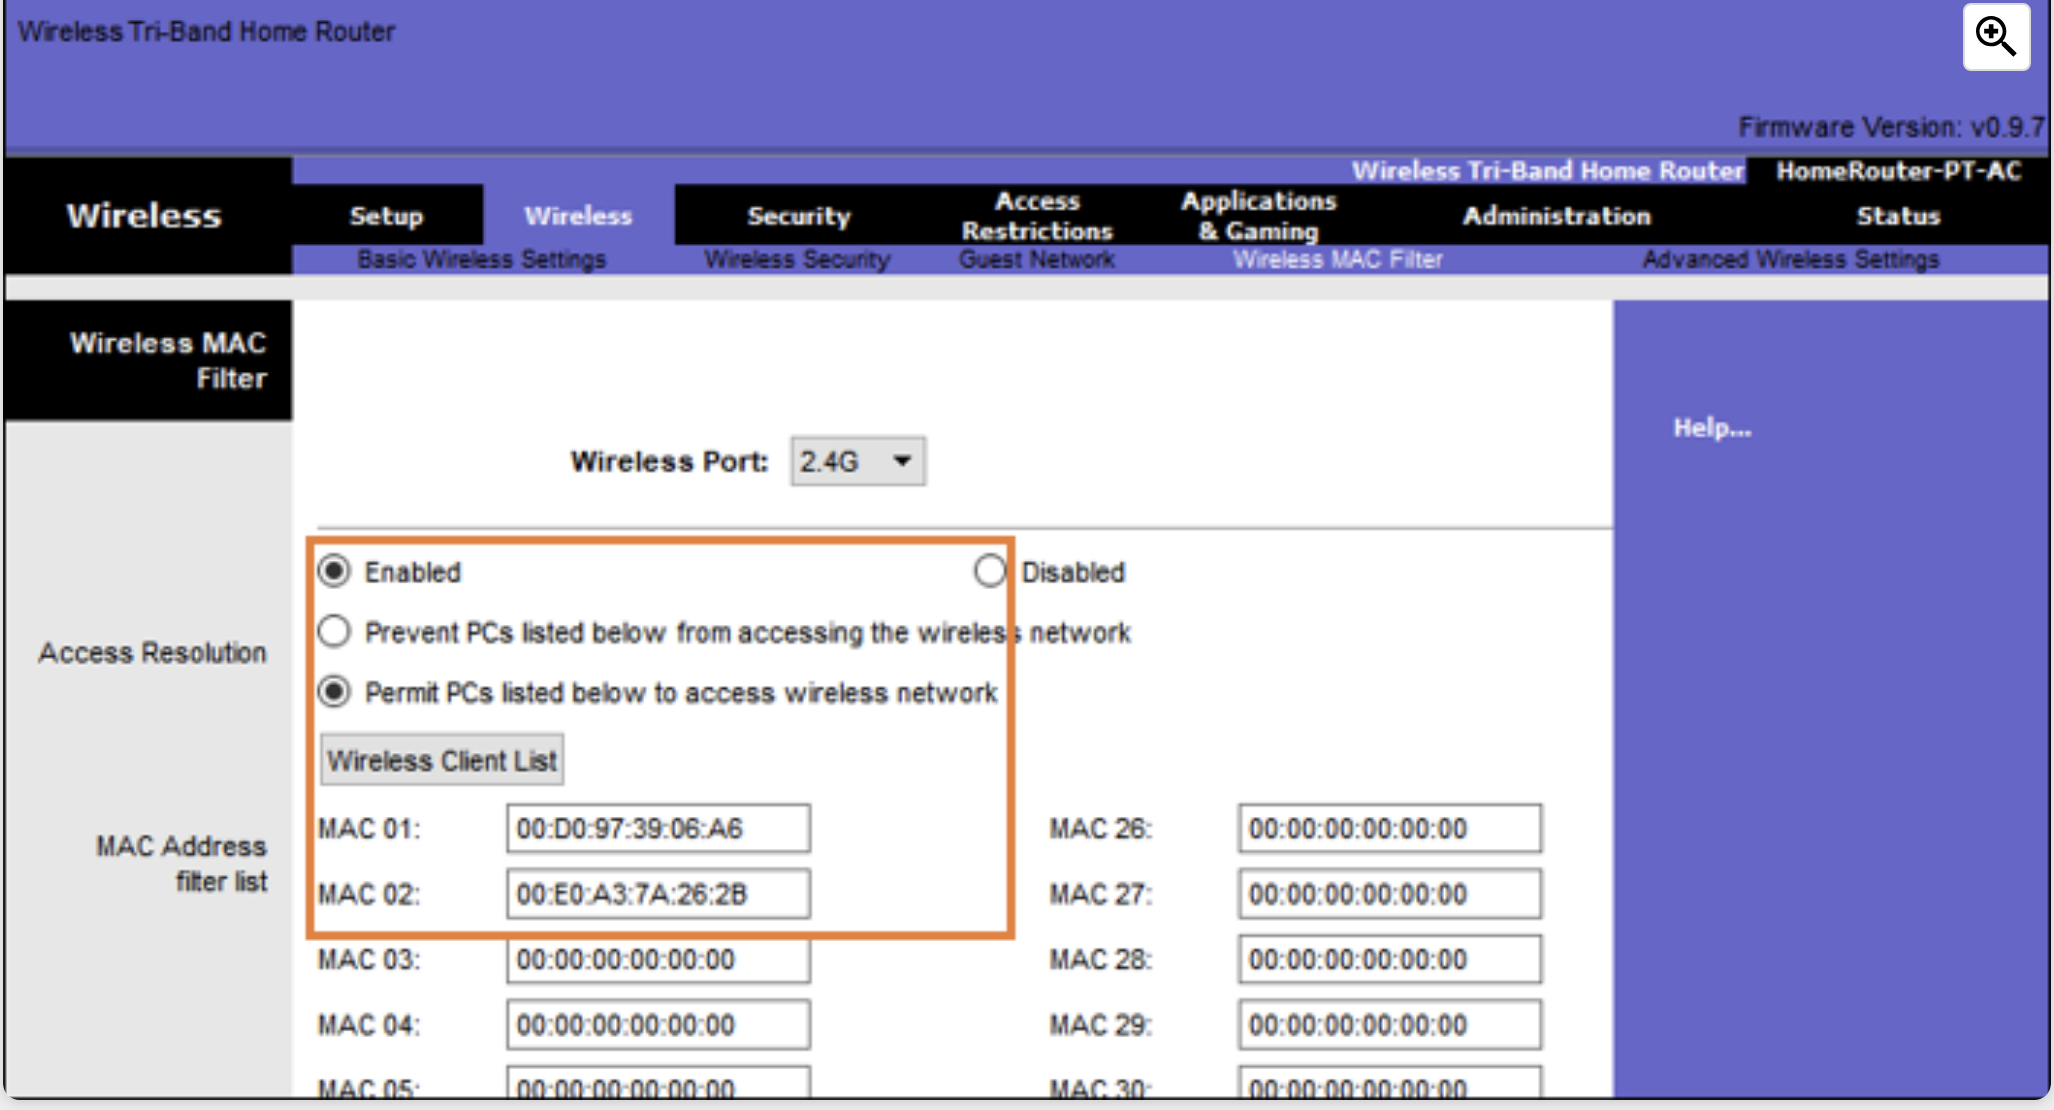 Wireless Tri-Band Home Router
Firmware Version: v0.9.7
Wireless Tri-Band Home Router HomeRouter-PT-AC
Wireless
Setup Wireless Security Access Restrictions Applications & Gaming Administration Status
Basic Wireless Settings Wireless Security Guest Network Wireless MAC Filter Advanced Wireless Settings
Wireless MAC
Filter
Help...
Wireless Port: 2.4G
Enabled Disabled
Prevent PCs listed below from accessing the wireless network
Access Resolution
Permit PCs listed below to access wireless network
Wireless Client List
MAC Address
filter list
MAC 01: 00:D0:97:39:06:A6 MAC 26: 00:00:00:00:00:00
MAC 02: 00:E0:A3:7A:26:2B MAC 27: 00:00:00:00:00:00
MAC 03: 00:00:00:00:00:00 MAC 28: 00:00:00:00:00:00
MAC 04: 00:00:00:00:00:00 MAC 29: 00:00:00:00:00:00
MAC 05: 00:00:00:00:00:00 MAC 30: 00:00:00:00:00:00